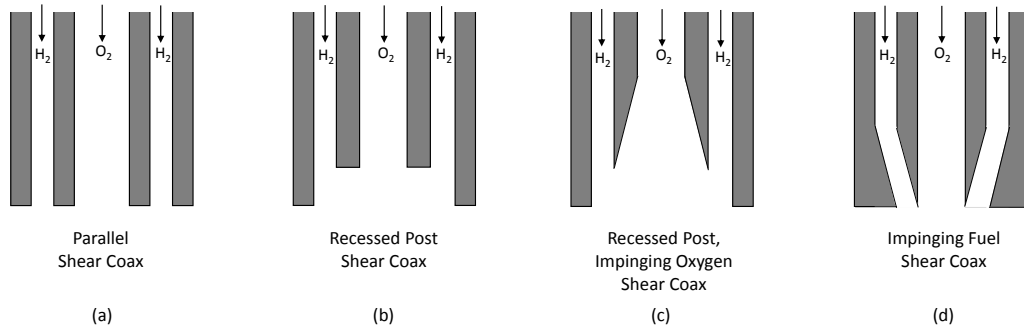 H₂ O₂ H₂
H₂ O₂ H₂
H₂ O₂ H₂
H₂ O₂ H₂
Parallel
Shear Coax
(a)
Recessed Post
Shear Coax
(b)
Recessed Post,
Impinging Oxygen
Shear Coax
(c)
Impinging Fuel
Shear Coax
(d)